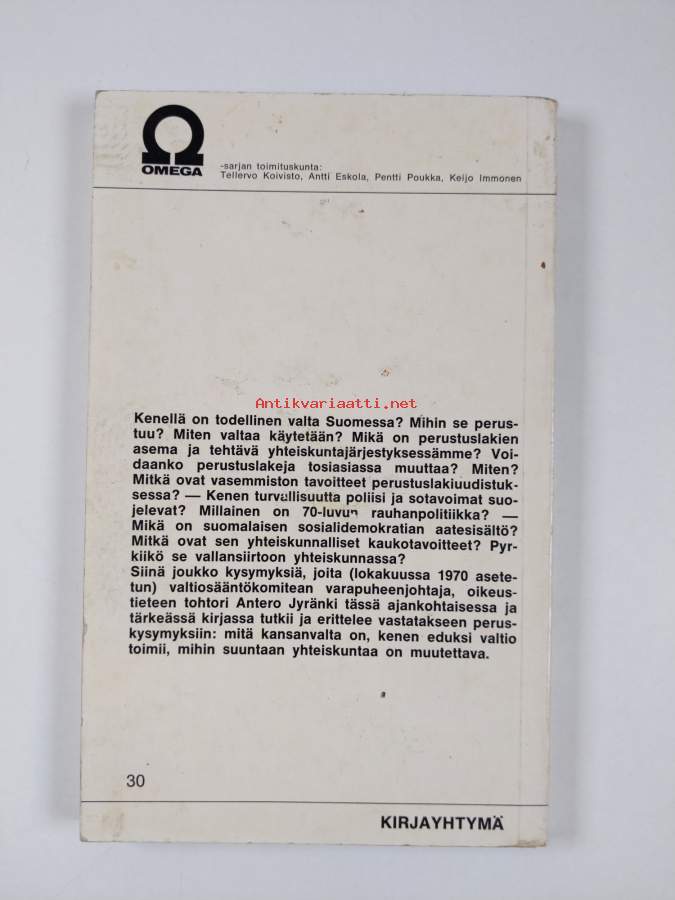 OMEGA
-sarjan toimituskunta:
Tellervo Koivisto, Antti Eskola, Pentti Poukka, Keijo Immonen
Antikvariaatti.net
Kenellä on todellinen valta Suomessa? Mihin se perus-
tuu? Miten valtaa käytetään? Mikä on perustuslakien
asema ja tehtävä yhteiskuntajärjestyksessämme? Voi-
daanko perustuslakeja tosiasiassa muuttaa? Miten?
Mitkä ovat vasemmiston tavoitteet perustuslakiuudistuk-
sessa? — Kenen turvallisuutta poliisi ja sotavoimat suo-
jelevat? Millainen on 70-luvun rauhanpolitiikka? —
Mikä on suomalaisen sosialidemokratian aatesisältö?
Mitkä ovat sen yhteiskunnalliset kaukotavoitteet? Pyr-
kiikö se vallansiirtoon yhteiskunnassa?
Siinä joukko kysymyksiä, joita (lokakuussa 1970 asete-
tun) valtiosääntökomitean varapuheenjohtaja, oikeus-
tieteen tohtori Antero Jyränki tässä ajankohtaisessa ja
tärkeässä kirjassa tutkii ja erittelee vastatakseen perus-
kysymyksiin: mitä kansanvalta on, kenen eduksi valtio
toimii, mihin suuntaan yhteiskuntaa on muutettava.
30
KIRJAYHTYMÄ